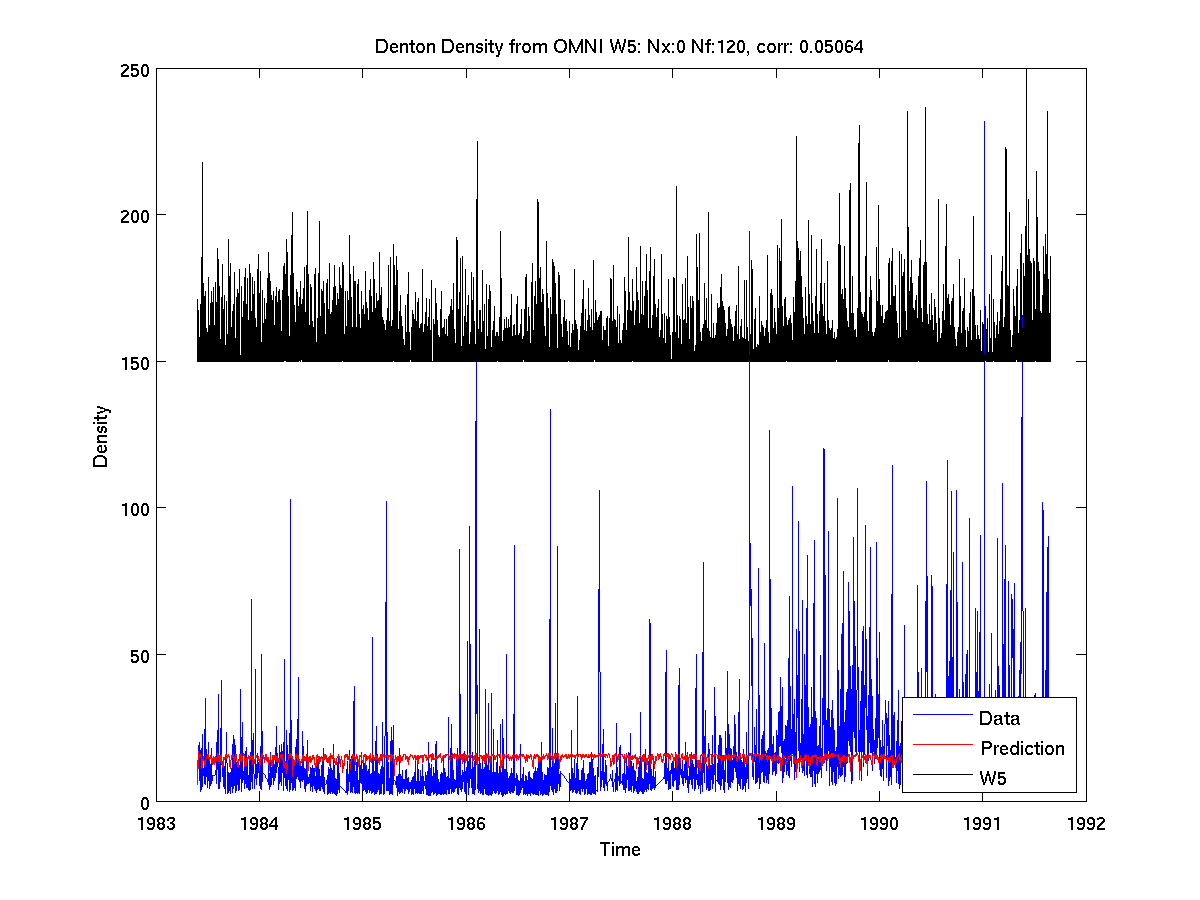 Denton Density from OMNI W5: Nx:0 Nf:120, corr: 0.05064
250
200
150
100
50
0
Density
1983 1984 1985 1986 1987 1988 1989 1990 1991 1992
Time
Data
Prediction
W5